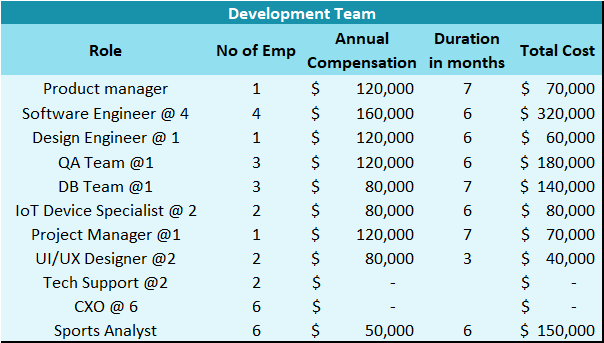 Development Team
Role No of Emp Annual Compensation Duration in months Total Cost
Product manager 1 $ 120,000 7 $ 70,000
Software Engineer @ 4 4 $ 160,000 6 $ 320,000
Design Engineer @ 1 1 $ 120,000 6 $ 60,000
QA Team @1 3 $ 120,000 6 $ 180,000
DB Team @1 3 $ 80,000 7 $ 140,000
IoT Device Specialist @ 2 2 $ 80,000 6 $ 80,000
Project Manager @1 1 $ 120,000 7 $ 70,000
UI/UX Designer @2 2 $ 80,000 3 $ 40,000
Tech Support @2 2 $ - $ -
CXO @ 6 6 $ - $ -
Sports Analyst 6 $ 50,000 6 $ 150,000